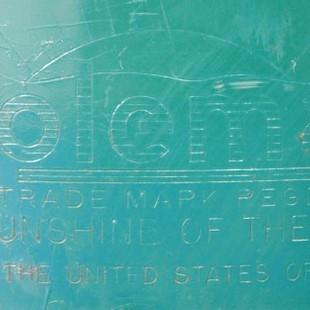 olem
TRADE MARK REG
UNSHINE OF THE
THE UNITED STATES OF